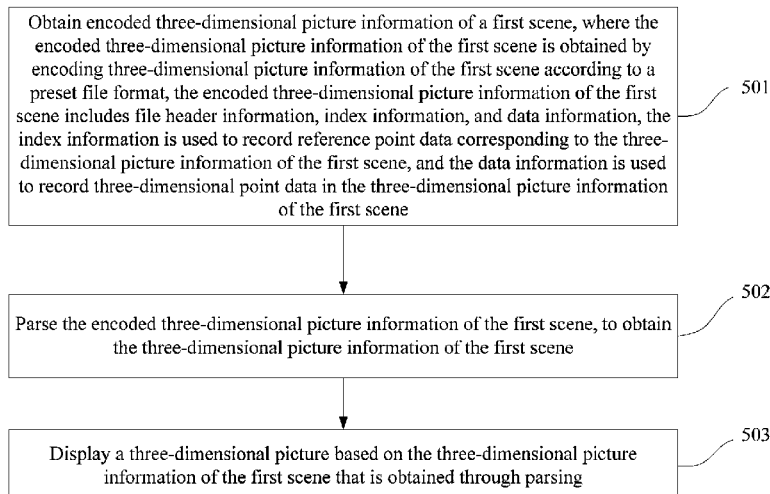 Obtain encoded three-dimensional picture information of a first scene, where the
encoded three-dimensional picture information of the first scene is obtained by
encoding three-dimensional picture information of the first scene according to a
preset file format, the encoded three-dimensional picture information of the first
scene includes file header information, index information, and data information, the
index information is used to record reference point data corresponding to the three-
dimensional picture information of the first scene, and the data information is used
to record three-dimensional point data in the three-dimensional picture information
of the first scene
501
Parse the encoded three-dimensional picture information of the first scene, to obtain
the three-dimensional picture information of the first scene
502
Display a three-dimensional picture based on the three-dimensional picture
information of the first scene that is obtained through parsing
503